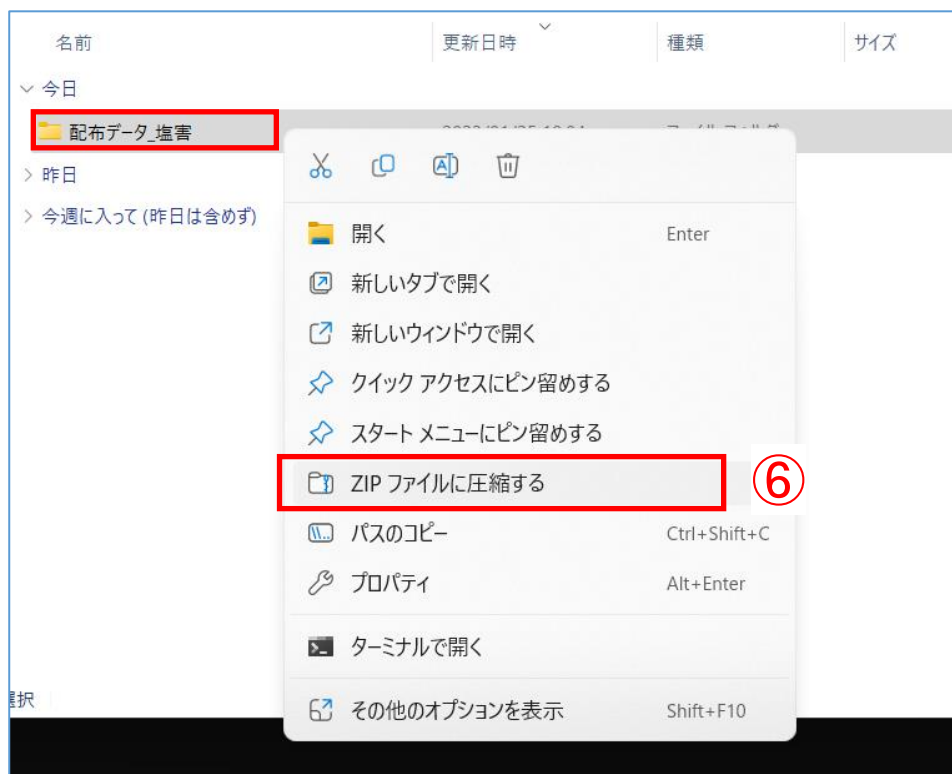 名前 更新日時 種類 サイズ
今日
配布データ_塩害
昨日
今週に入って (昨日は含めず)
開く Enter
新しいタブで開く
新しいウィンドウで開く
クイック アクセスにピン留めする
スタート メニューにピン留めする
ZIP ファイルに圧縮する ⑥
パスのコピー Ctrl+Shift+C
プロパティ Alt+Enter
ターミナルで開く
選択
その他のオプションを表示 Shift+F10